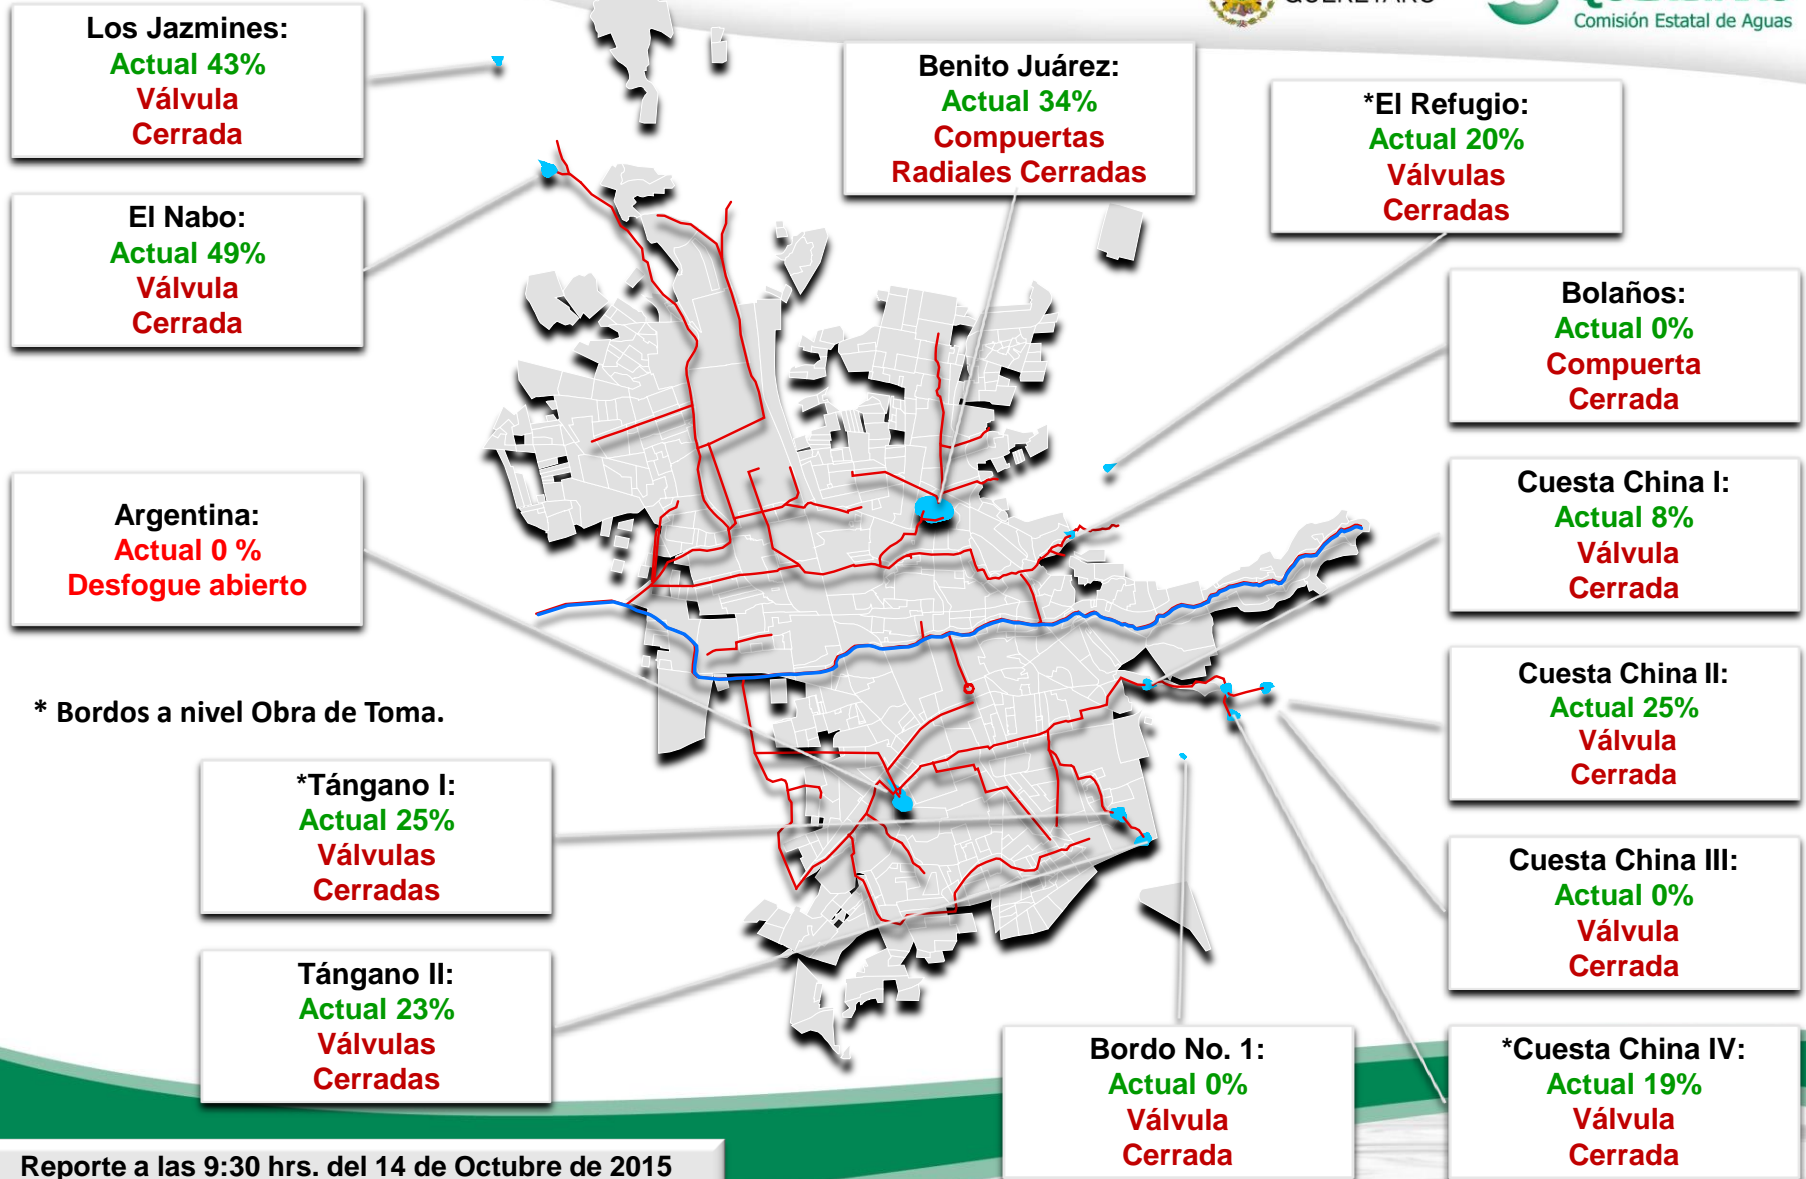 Comisión Estatal de Aguas
Los Jazmines:
Actual 43%
Válvula
Cerrada
Benito Juárez:
Actual 34%
Compuertas
Radiales Cerradas
*El Refugio:
Actual 20%
Válvulas
Cerradas
El Nabo:
Actual 49%
Válvula
Cerrada
Bolaños:
Actual 0%
Compuerta
Cerrada
Argentina:
Actual 0 %
Desfogue abierto
Cuesta China I:
Actual 8%
Válvula
Cerrada
* Bordos a nivel Obra de Toma.
Cuesta China II:
Actual 25%
Válvula
Cerrada
*Tángano I:
Actual 25%
Válvulas
Cerradas
Cuesta China III:
Actual 0%
Válvula
Cerrada
Tángano II:
Actual 23%
Válvulas
Cerradas
Bordo No. 1:
Actual 0%
Válvula
Cerrada
*Cuesta China IV:
Actual 19%
Válvula
Cerrada
Reporte a las 9:30 hrs. del 14 de Octubre de 2015